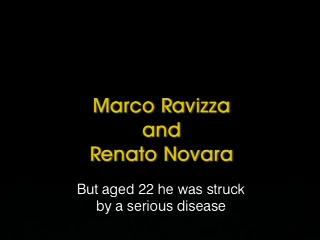 Marco Ravizza
and
Renato Novara
But aged 22 he was struck
by a serious disease